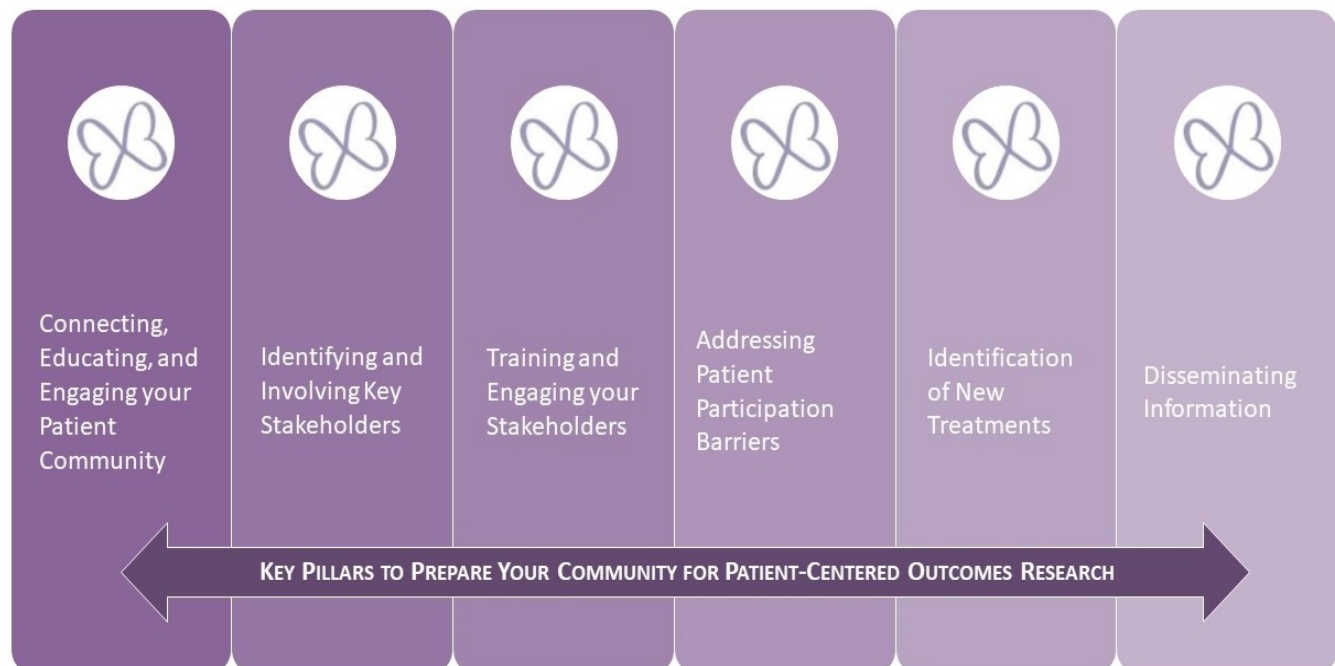 Connecting,
Educating, and
Engaging your
Patient
Community
Identifying and
Involving Key
Stakeholders
Training and
Engaging your
Stakeholders
Addressing
Patient
Participation
Barriers
Identification
of New
Treatments
Disseminating
Information
KEY PILLARS TO PREPARE YOUR COMMUNITY FOR PATIENT-CENTERED OUTCOMES RESEARCH